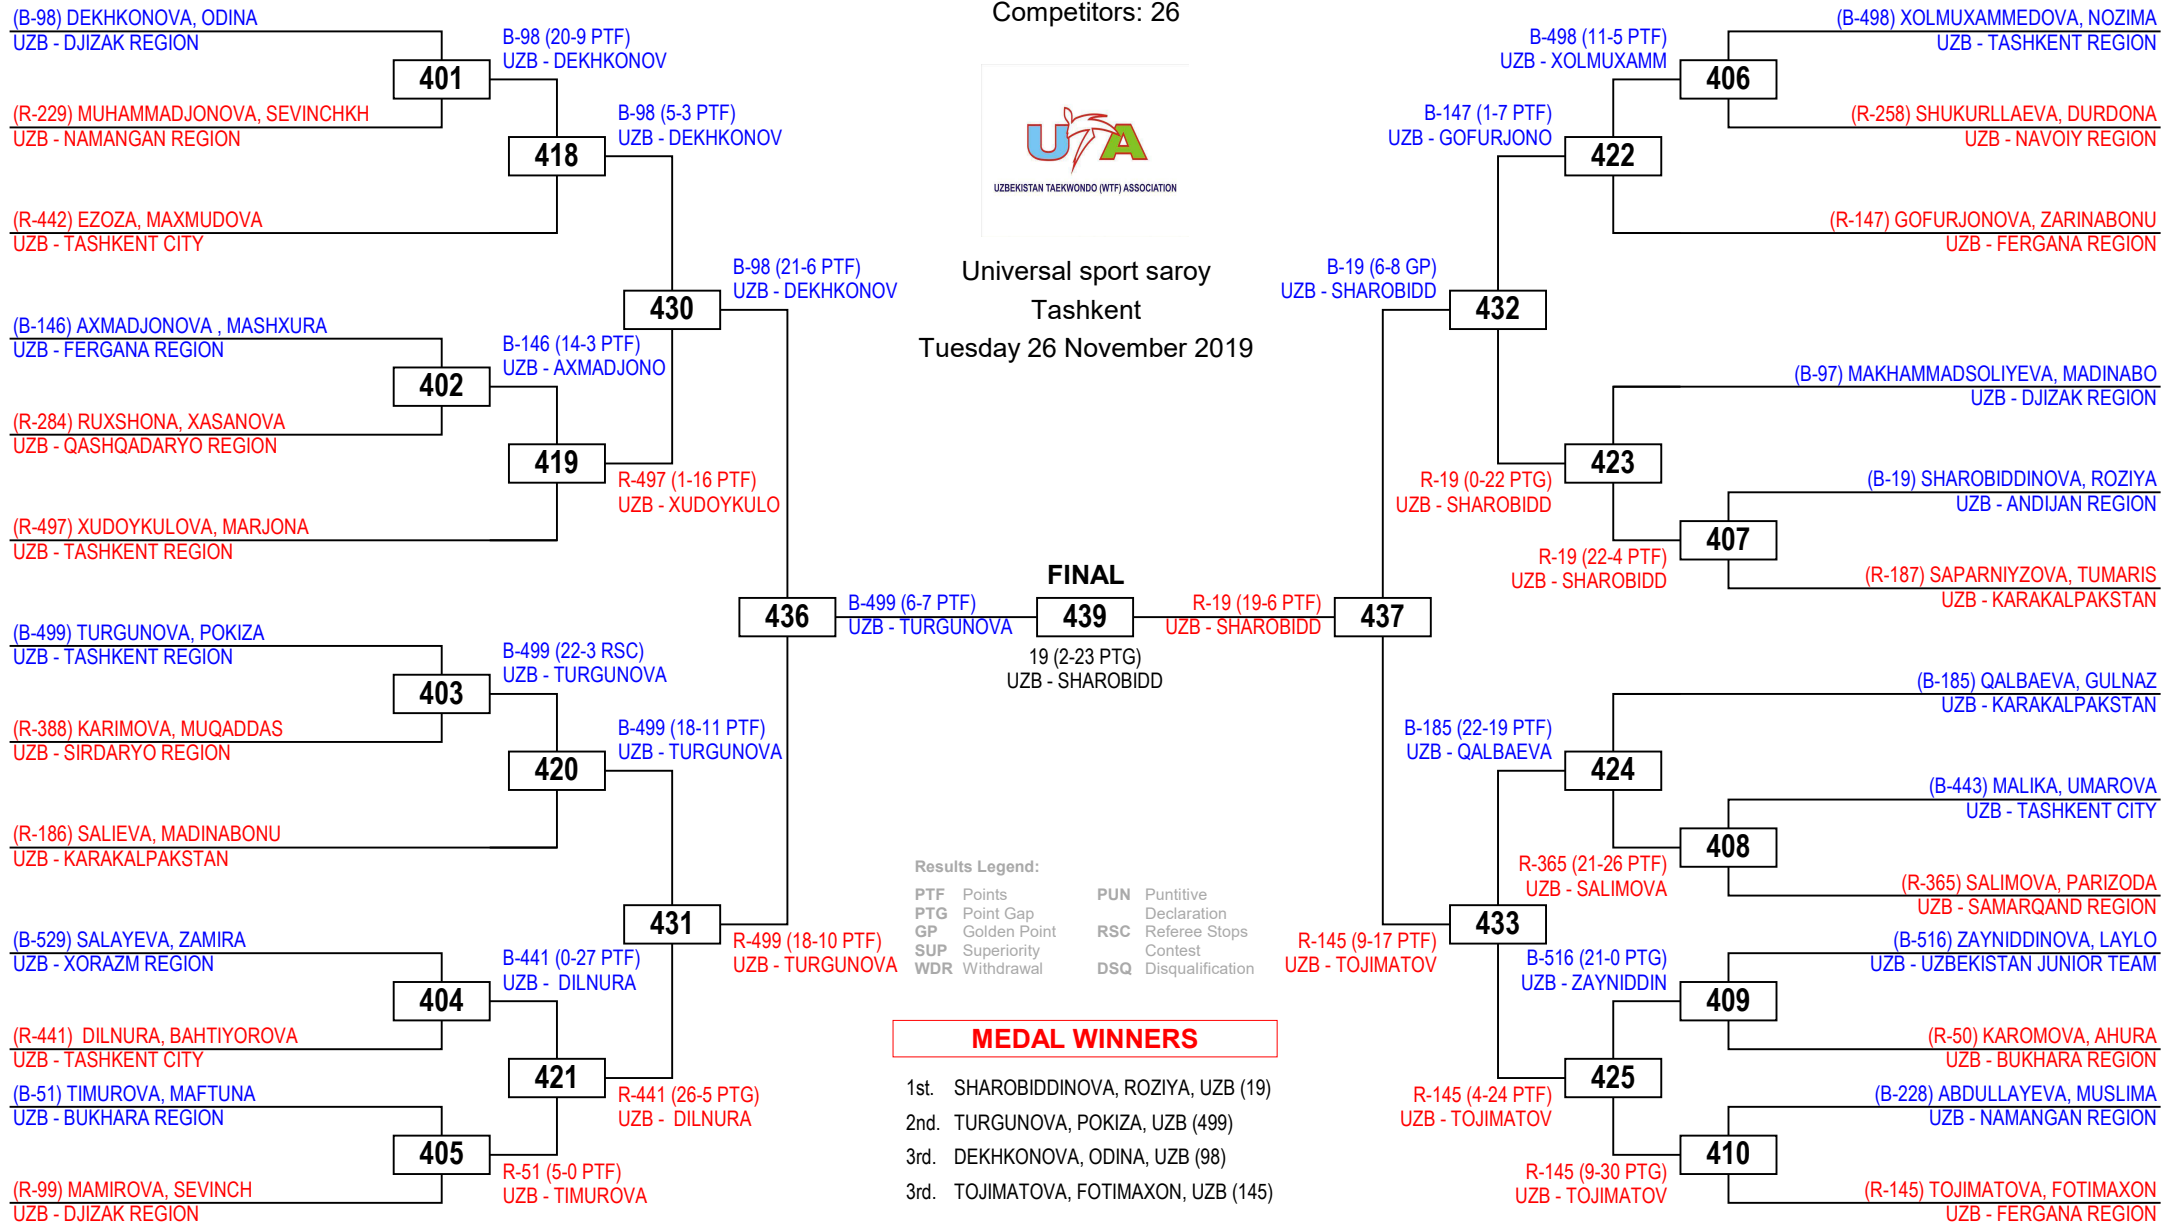 Competitors: 26
UTA
UZBEKISTAN TAEKWONDO (WTF) ASSOCIATION
Universal sport saroy
Tashkent
Tuesday 26 November 2019
(B-98) DEKHKONOVA, ODINA
UZB - DJIZAK REGION
401
(R-229) MUHAMMADJONOVA, SEVINCHKH
UZB - NAMANGAN REGION
B-98 (20-9 PTF)
UZB - DEKHKONOV
418
(R-442) EZOZA, MAXMUDOVA
UZB - TASHKENT CITY
B-98 (5-3 PTF)
UZB - DEKHKONOV
430
(B-146) AXMADJONOVA , MASHXURA
UZB - FERGANA REGION
402
(R-284) RUXSHONA, XASANOVA
UZB - QASHQADARYO REGION
B-146 (14-3 PTF)
UZB - AXMADJONO
419
(R-497) XUDOYKULOVA, MARJONA
UZB - TASHKENT REGION
R-497 (1-16 PTF)
UZB - XUDOYKULO
B-98 (21-6 PTF)
UZB - DEKHKONOV
436
(B-499) TURGUNOVA, POKIZA
UZB - TASHKENT REGION
403
(R-388) KARIMOVA, MUQADDAS
UZB - SIRDARYO REGION
B-499 (22-3 RSC)
UZB - TURGUNOVA
420
(R-186) SALIEVA, MADINABONU
UZB - KARAKALPAKSTAN
B-499 (18-11 PTF)
UZB - TURGUNOVA
431
(B-529) SALAYEVA, ZAMIRA
UZB - XORAZM REGION
404
(R-441) DILNURA, BAHTIYOROVA
UZB - TASHKENT CITY
B-441 (0-27 PTF)
UZB - DILNURA
421
(B-51) TIMUROVA, MAFTUNA
UZB - BUKHARA REGION
405
(R-99) MAMIROVA, SEVINCH
UZB - DJIZAK REGION
R-51 (5-0 PTF)
UZB - TIMUROVA
R-441 (26-5 PTG)
UZB - DILNURA
R-499 (18-10 PTF)
UZB - TURGUNOVA
B-499 (6-7 PTF)
UZB - TURGUNOVA
FINAL
439
19 (2-23 PTG)
UZB - SHAROBIDD
R-19 (19-6 PTF)
UZB - SHAROBIDD
437
B-19 (6-8 GP)
UZB - SHAROBIDD
432
B-147 (1-7 PTF)
UZB - GOFURJONO
422
B-498 (11-5 PTF)
UZB - XOLMUXAMM
406
(B-498) XOLMUXAMMEDOVA, NOZIMA
UZB - TASHKENT REGION
(R-258) SHUKURLLAEVA, DURDONA
UZB - NAVOIY REGION
(R-147) GOFURJONOVA, ZARINABONU
UZB - FERGANA REGION
(B-97) MAKHAMMADSOLIYEVA, MADINABO
UZB - DJIZAK REGION
423
R-19 (0-22 PTG)
UZB - SHAROBIDD
(B-19) SHAROBIDDINOVA, ROZIYA
UZB - ANDIJAN REGION
407
R-19 (22-4 PTF)
UZB - SHAROBIDD
(R-187) SAPARNIYZOVA, TUMARIS
UZB - KARAKALPAKSTAN
(B-185) QALBAEVA, GULNAZ
UZB - KARAKALPAKSTAN
B-185 (22-19 PTF)
UZB - QALBAEVA
424
(B-443) MALIKA, UMAROVA
UZB - TASHKENT CITY
408
R-365 (21-26 PTF)
UZB - SALIMOVA
(R-365) SALIMOVA, PARIZODA
UZB - SAMARQAND REGION
433
R-145 (9-17 PTF)
UZB - TOJIMATOV
(B-516) ZAYNIDDINOVA, LAYLO
UZB - UZBEKISTAN JUNIOR TEAM
B-516 (21-0 PTG)
UZB - ZAYNIDDIN
409
(R-50) KAROMOVA, AHURA
UZB - BUKHARA REGION
425
R-145 (4-24 PTF)
UZB - TOJIMATOV
(B-228) ABDULLAYEVA, MUSLIMA
UZB - NAMANGAN REGION
410
R-145 (9-30 PTG)
UZB - TOJIMATOV
(R-145) TOJIMATOVA, FOTIMAXON
UZB - FERGANA REGION
Results Legend:
PTF Points
PTG Point Gap
GP Golden Point
SUP Superiority
WDR Withdrawal
PUN Puntitive
Declaration
RSC Referee Stops
Contest
DSQ Disqualification
MEDAL WINNERS
1st. SHAROBIDDINOVA, ROZIYA, UZB (19)
2nd. TURGUNOVA, POKIZA, UZB (499)
3rd. DEKHKONOVA, ODINA, UZB (98)
3rd. TOJIMATOVA, FOTIMAXON, UZB (145)